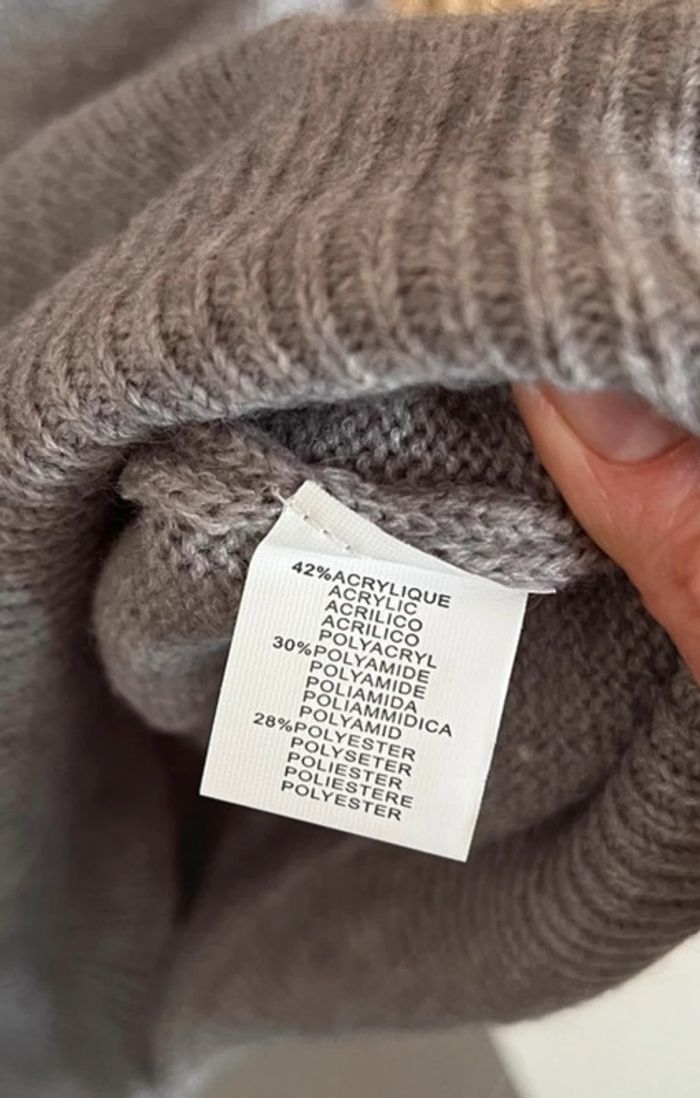 42%ACRYLIQUE
ACRYLIC
ACRILICO
ACRILICO
POLYACRYL
30%POLYAMIDE
POLYAMIDE
POLIAMIDA
POLIAMMIDICA
POLYAMID
28%POLYESTER
POLYSETER
POLIESTER
POLIESTERE
POLYESTER